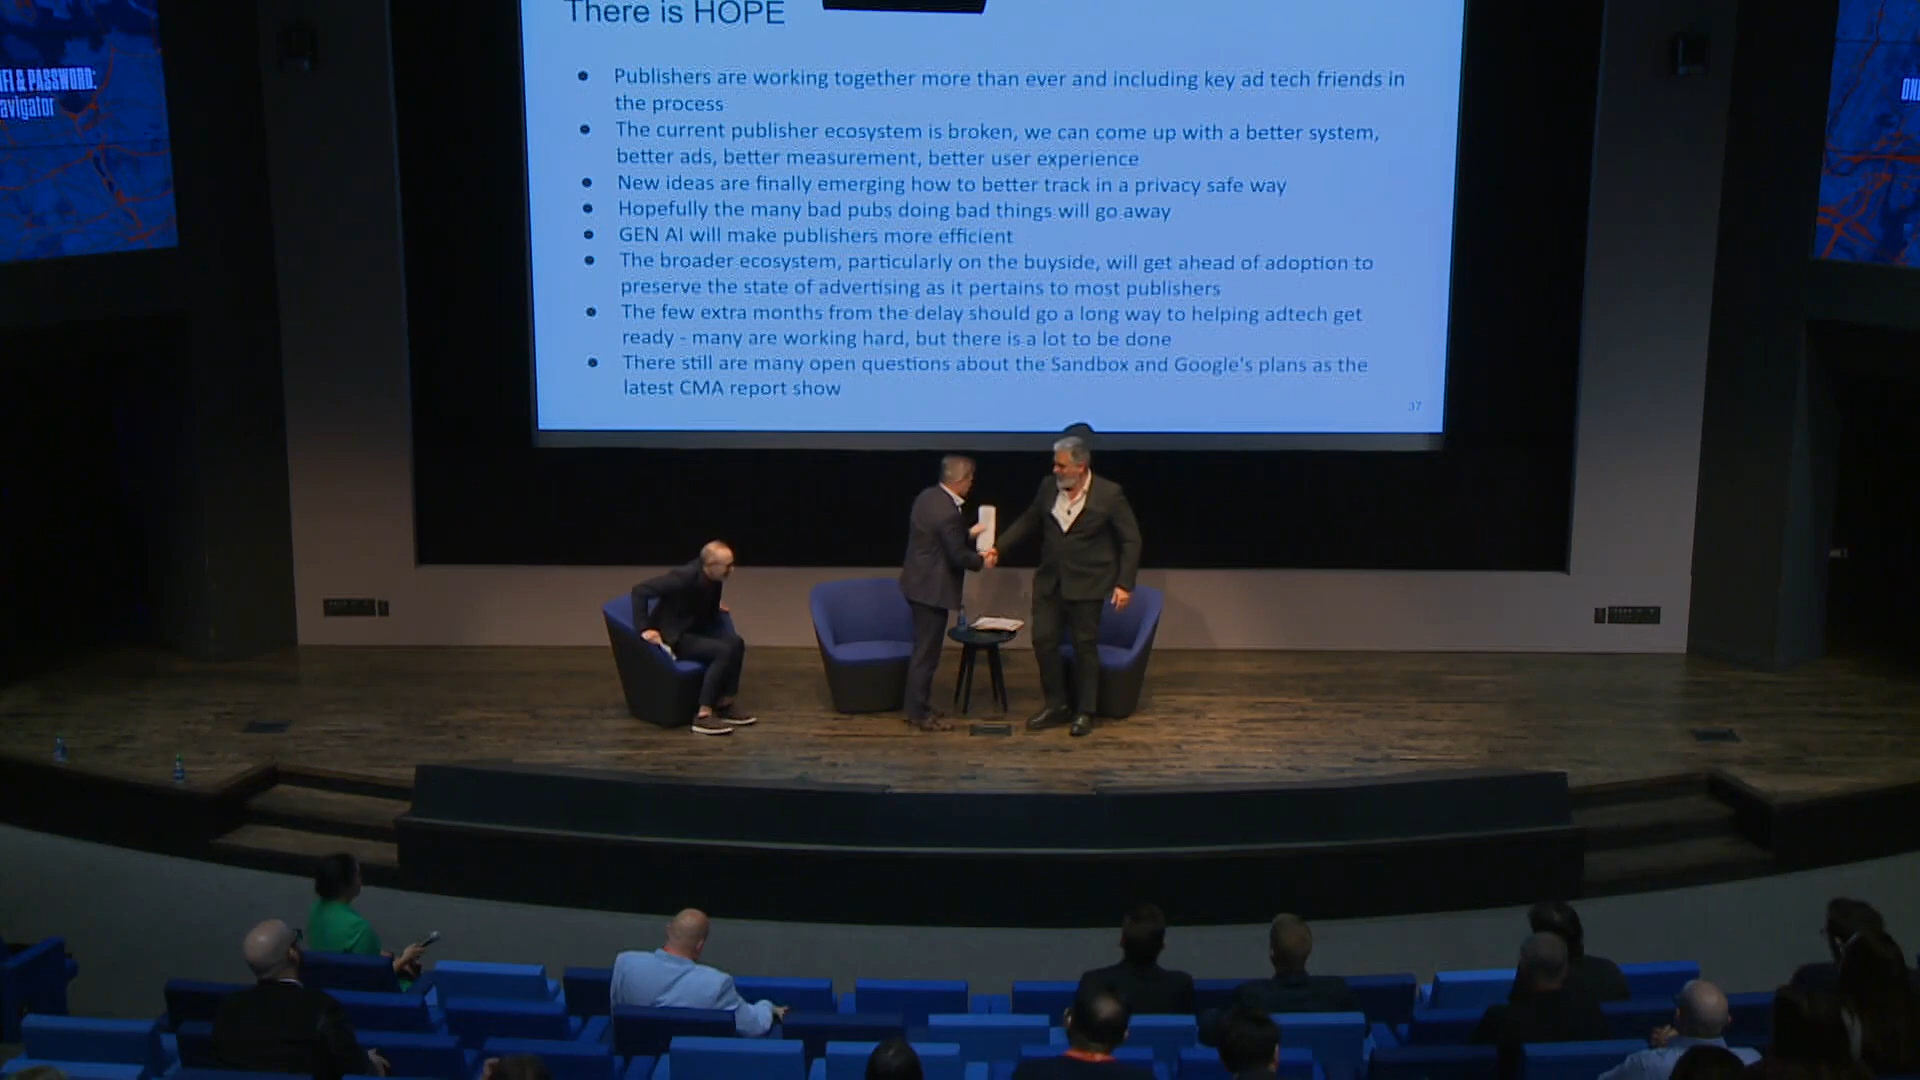 There is HOPE
IFI & PASSWORD:
avigator
ON
Publishers are working together more than ever and including key ad tech friends in
the process
The current publisher ecosystem is broken, we can come up with a better system,
better ads, better measurement, better user experience
New ideas are finally emerging how to better track in a privacy safe way
Hopefully the many bad pubs doing bad things will go away
GEN AI will make publishers more efficient
The broader ecosystem, particularly on the buyside, will get ahead of adoption to
preserve the state of advertising as it pertains to most publishers
The few extra months from the delay should go a long way to helping adtech get
ready - many are working hard, but there is a lot to be done
There still are many open questions about the Sandbox and Google's plans as the
latest CMA report show
37